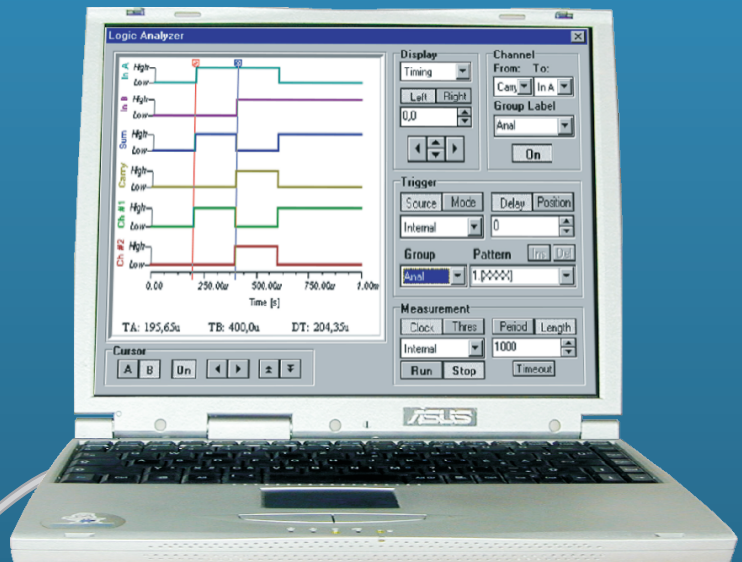 Logic Analyzer
In A
High
Low
In B
High
Low
Sum
High
Low
Carry
High
Low
Ch #1
High
Low
Ch #2
High
Low
0.00 250.00u 500.00u 750.00u 1.00m
Time [s]
TA: 195,65u TB: 400,0u DT: 204,35u
Cursor
A B On
Display
Timing
Left Right
0,0
Channel
From: To:
Carry In A
Group Label
Anal
On
Trigger
Source Mode Delay Position
Internal 0
Group Pattern Ins Del
Anal 1.[XXXX]
Measurement
Clock Thres Period Length
Internal 1000
Run Stop Timeout
ASUS